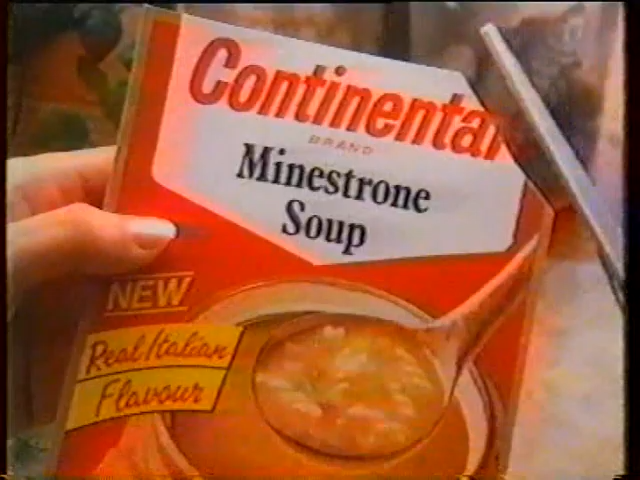 Continental
BRAND
Minestrone
Soup
NEW
Real Italian
Flavour